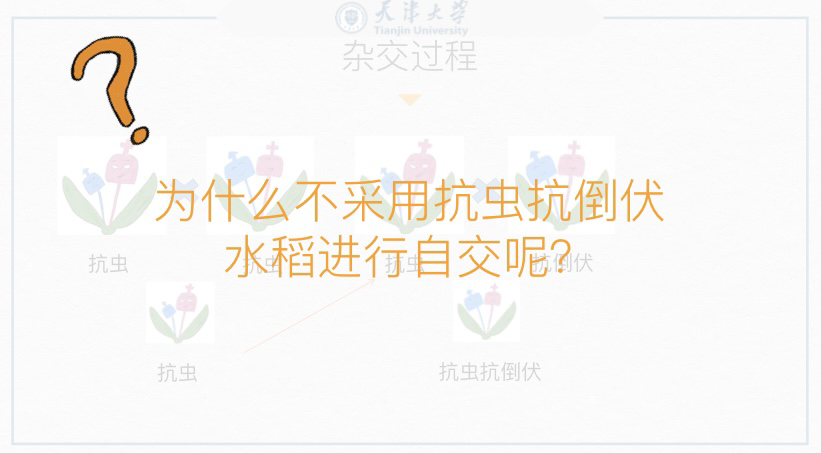 天津大学
Tianjin University
杂交过程
为什么不采用抗虫抗倒伏
水稻进行自交呢?
抗虫
抗虫
抗虫
抗倒伏
抗虫
抗虫抗倒伏